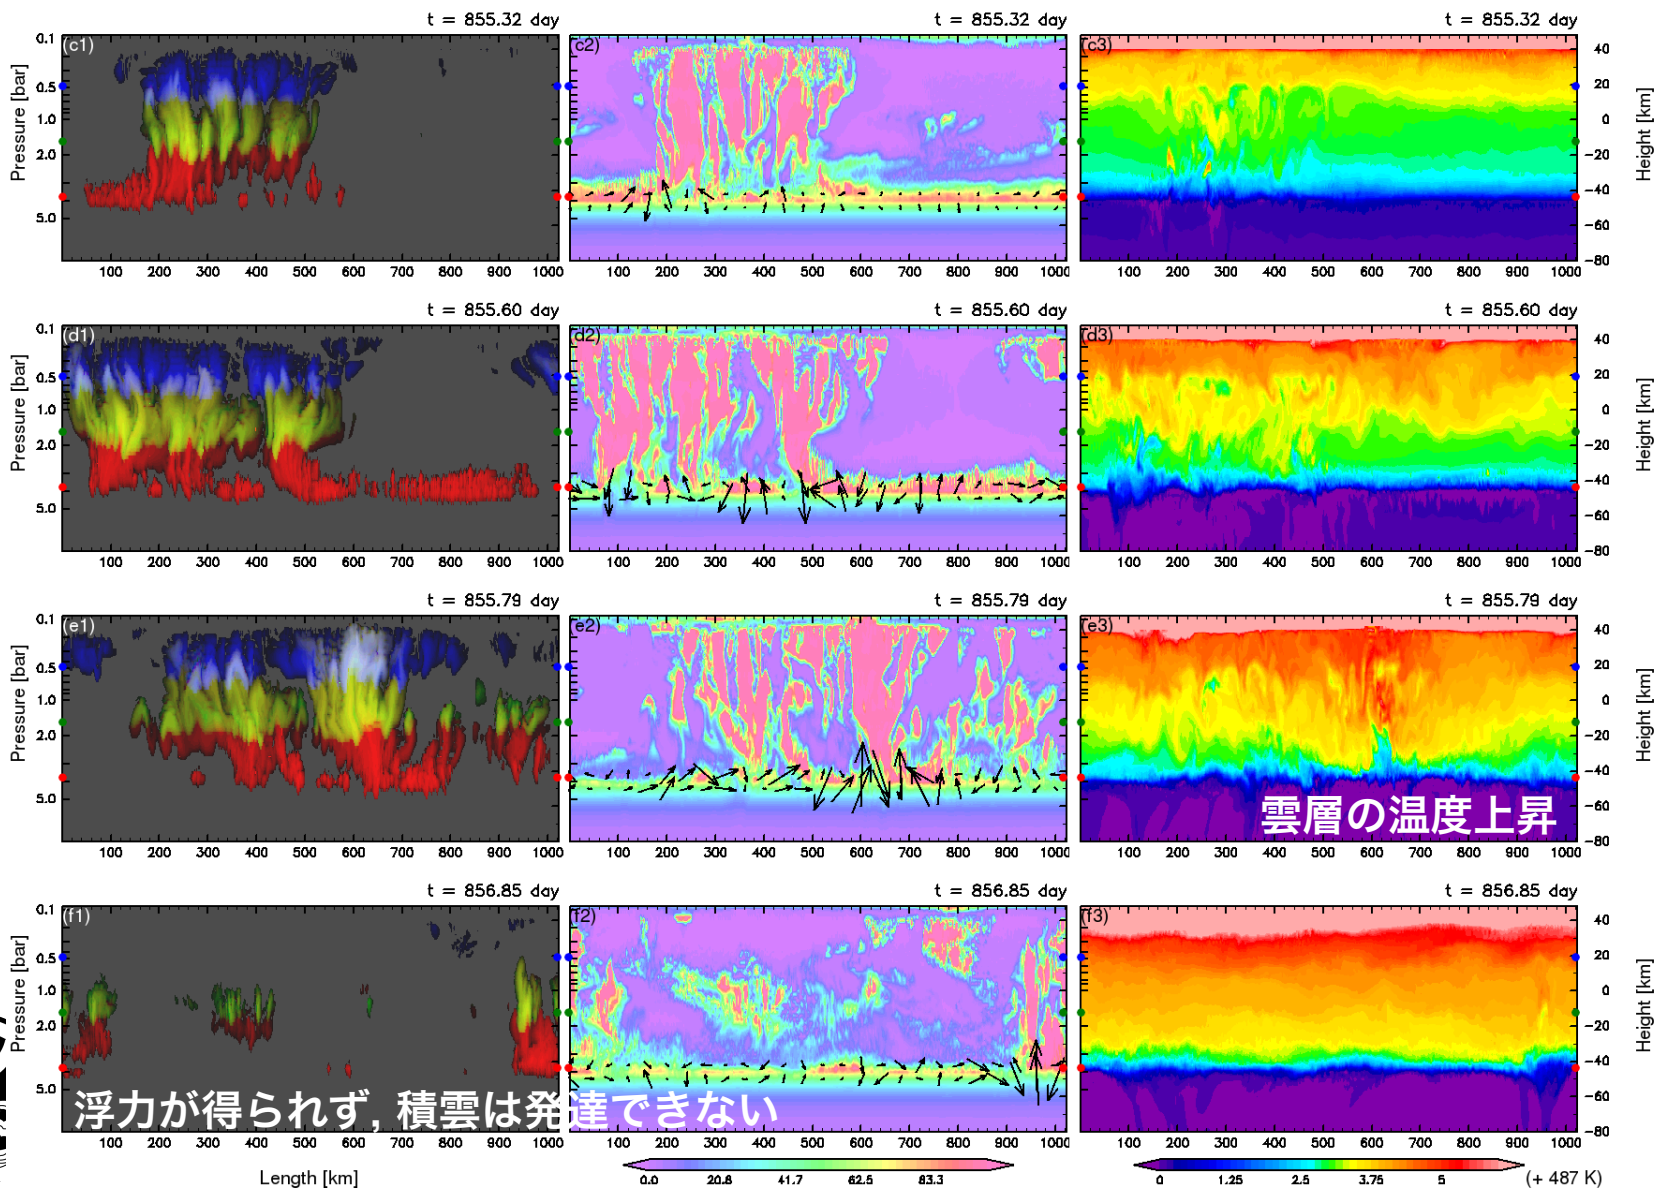 t = 855.32 day
t = 855.32 day
t = 855.32 day
Pressure [bar]
0.1
0.5
1.0
2.0
5.0
(c1)
(c2)
(c3)
40
20
0
-20
-40
-60
-80
Height [km]
100 200 300 400 500 600 700 800 900 1000
100 200 300 400 500 600 700 800 900 1000
100 200 300 400 500 600 700 800 900 1000
t = 855.60 day
t = 855.60 day
t = 855.60 day
Pressure [bar]
0.1
0.5
1.0
2.0
5.0
(d1)
(d2)
(d3)
40
20
0
-20
-40
-60
-80
Height [km]
100 200 300 400 500 600 700 800 900 1000
100 200 300 400 500 600 700 800 900 1000
100 200 300 400 500 600 700 800 900 1000
t = 855.79 day
t = 855.79 day
t = 855.79 day
Pressure [bar]
0.1
0.5
1.0
2.0
5.0
(e1)
(e2)
(e3)
雲層の温度上昇
40
20
0
-20
-40
-60
-80
Height [km]
100 200 300 400 500 600 700 800 900 1000
100 200 300 400 500 600 700 800 900 1000
100 200 300 400 500 600 700 800 900 1000
t = 856.85 day
t = 856.85 day
t = 856.85 day
Pressure [bar]
0.1
0.5
1.0
2.0
5.0
(f1)
(f2)
(f3)
浮力が得られず, 積雲は発達できない
40
20
0
-20
-40
-60
-80
Height [km]
100 200 300 400 500 600 700 800 900 1000
100 200 300 400 500 600 700 800 900 1000
100 200 300 400 500 600 700 800 900 1000
Length [km]
0.0 20.8 41.7 62.5 83.3
0 1.25 2.5 3.75 5
(+ 487 K)